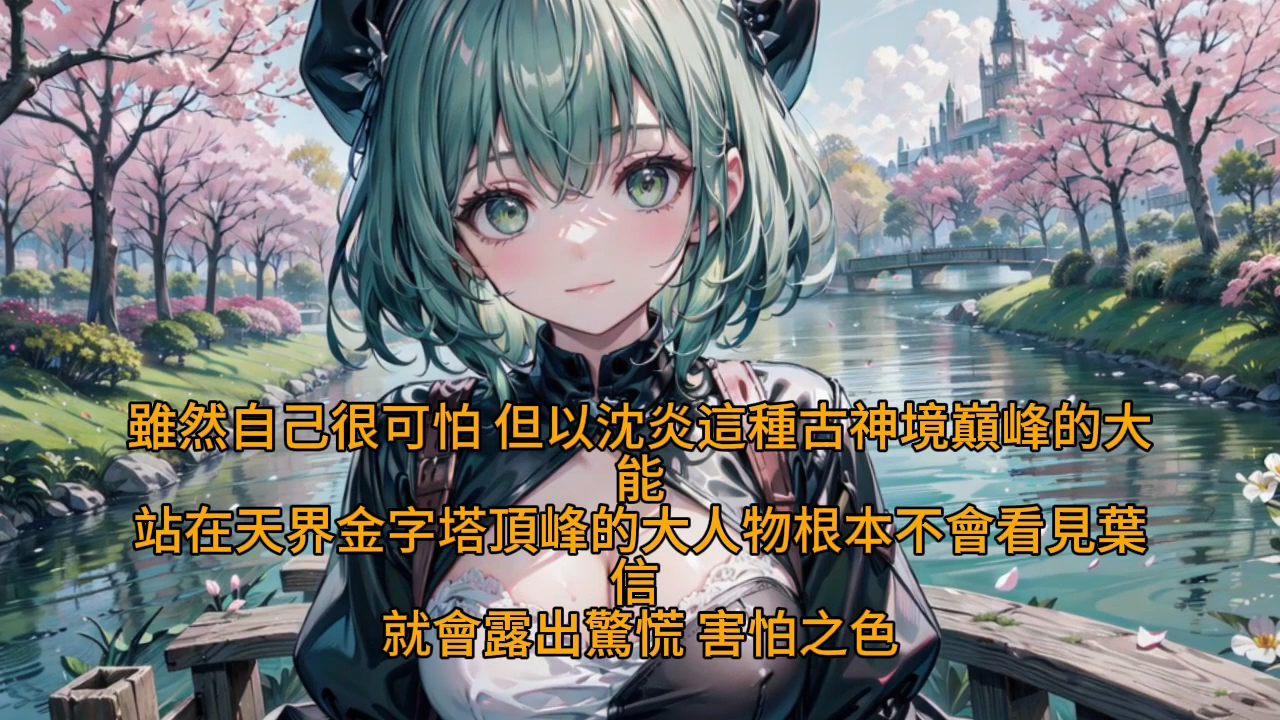 雖然自己很可怕 但以沈炎這種古神境巔峰的大
能
站在天界金字塔頂峰的大人物根本不會看見葉
信
就會露出驚慌 害怕之色